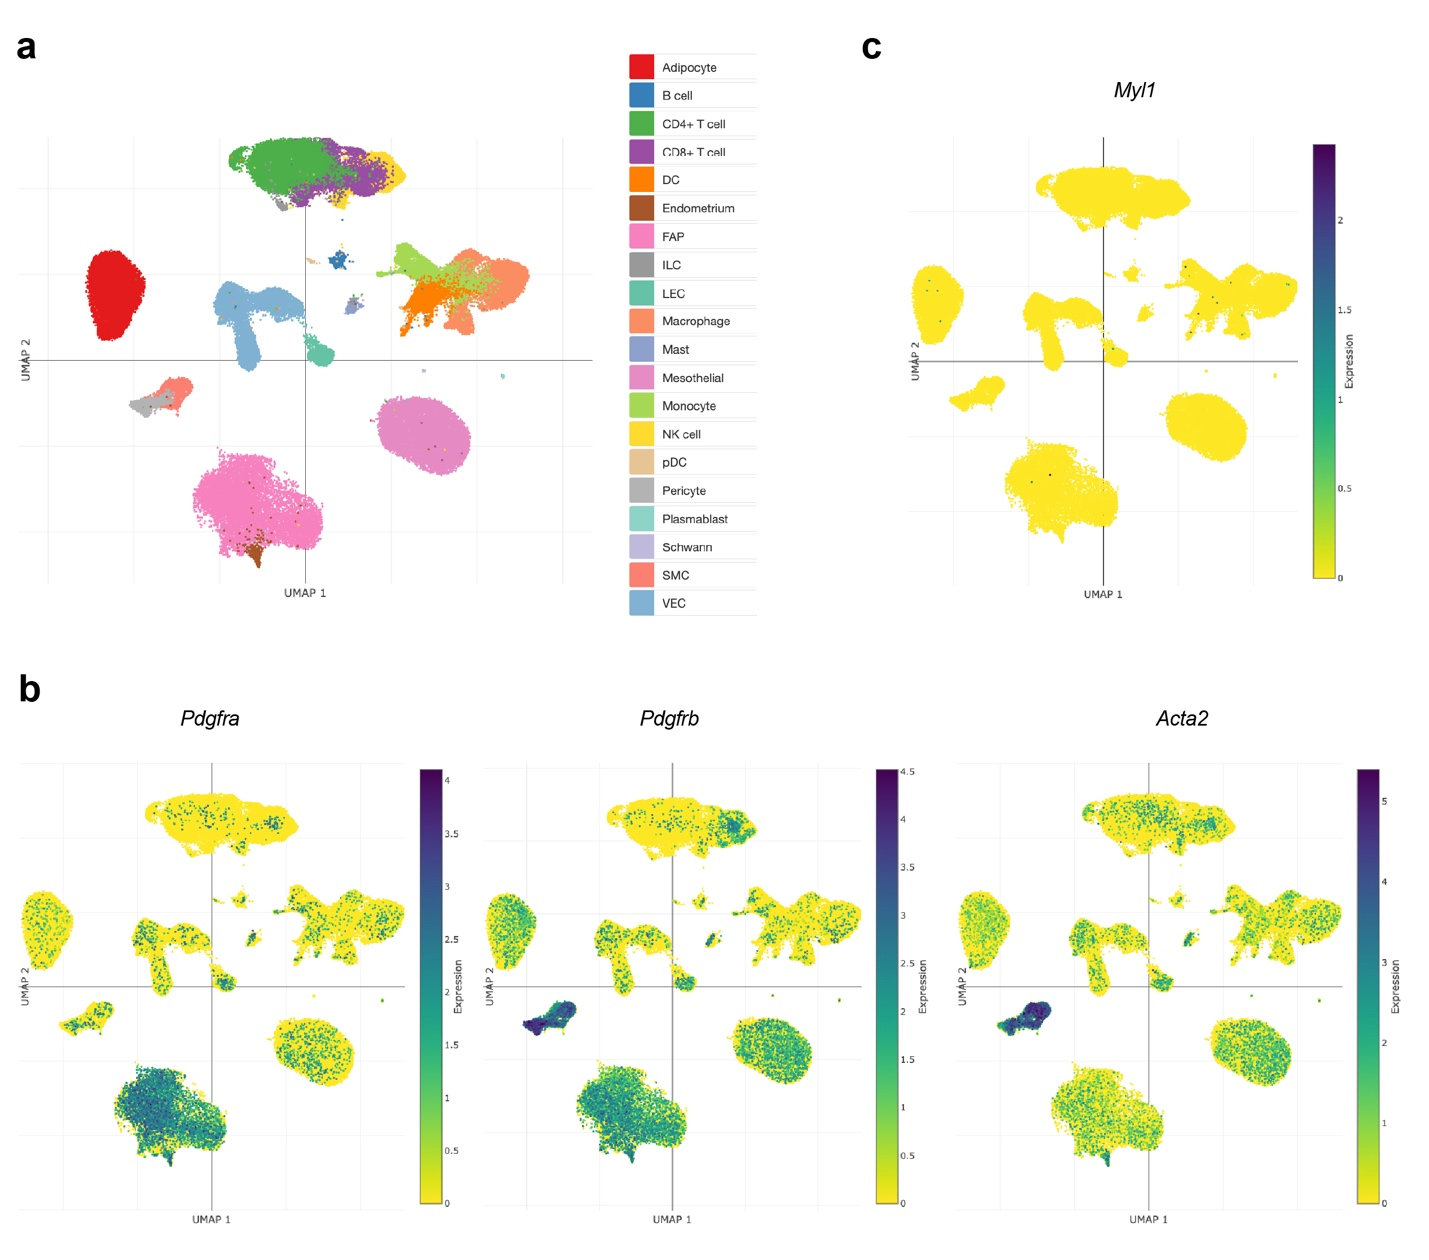 a
Adipocyte
B cell
CD4+ T cell
CD8+ T cell
DC
Endometrium
FAP
ILC
LEC
Macrophage
Mast
Mesothelial
Monocyte
NK cell
pDC
Pericyte
Plasmablast
Schwann
SMC
VEC
UMAP 2
UMAP 1
c
Myl1
2
1.5
1
0.5
0
Expression
UMAP 2
UMAP 1
b
Pdgfra
4
3.5
3
2.5
2
1.5
1
0.5
0
Expression
UMAP 2
UMAP 1
Pdgfrb
4.5
4
3.5
3
2.5
2
1.5
1
0.5
0
Expression
UMAP 2
UMAP 1
Acta2
5
4
3
2
1
0
Expression
UMAP 2
UMAP 1